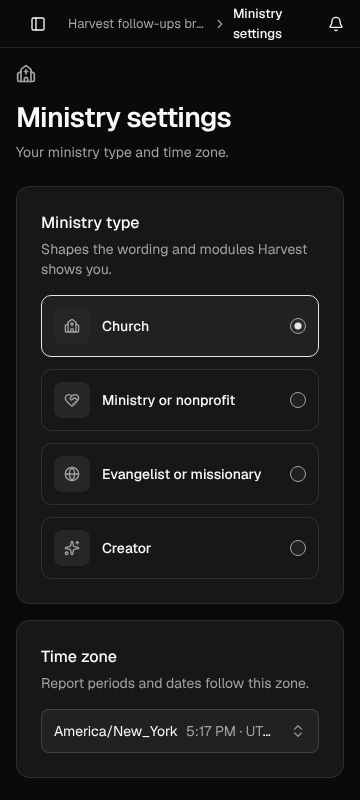 Harvest follow-ups br...
Ministry
settings
Ministry settings
Your ministry type and time zone.
Ministry type
Shapes the wording and modules Harvest
shows you.
Church
Ministry or nonprofit
Evangelist or missionary
Creator
Time zone
Report periods and dates follow this zone.
America/New_York 5:17 PM · UT...